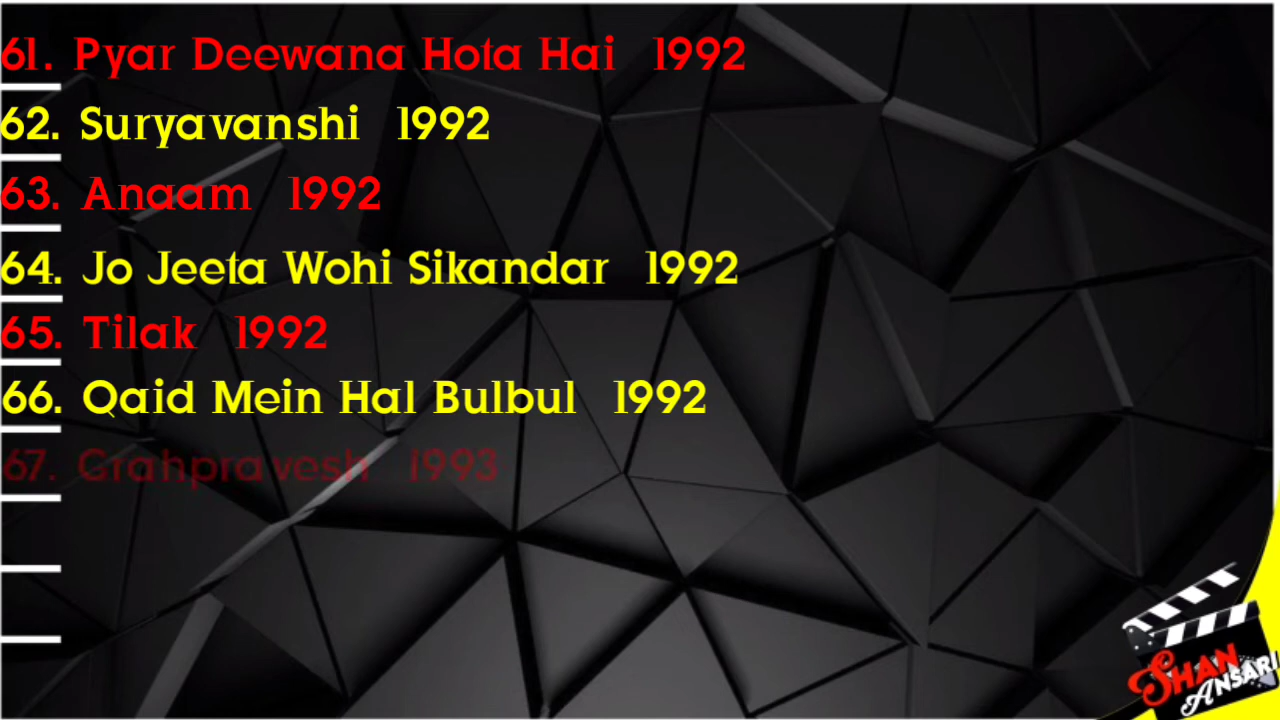 61. Pyar Deewana Hota Hai 1992
62. Suryavanshi 1992
63. Anaam 1992
64. Jo Jeeta Wohi Sikandar 1992
65. Tilak 1992
66. Qaid Mein Hal Bulbul 1992
67. Grahpravesh 1993
SHAN
ANSARI